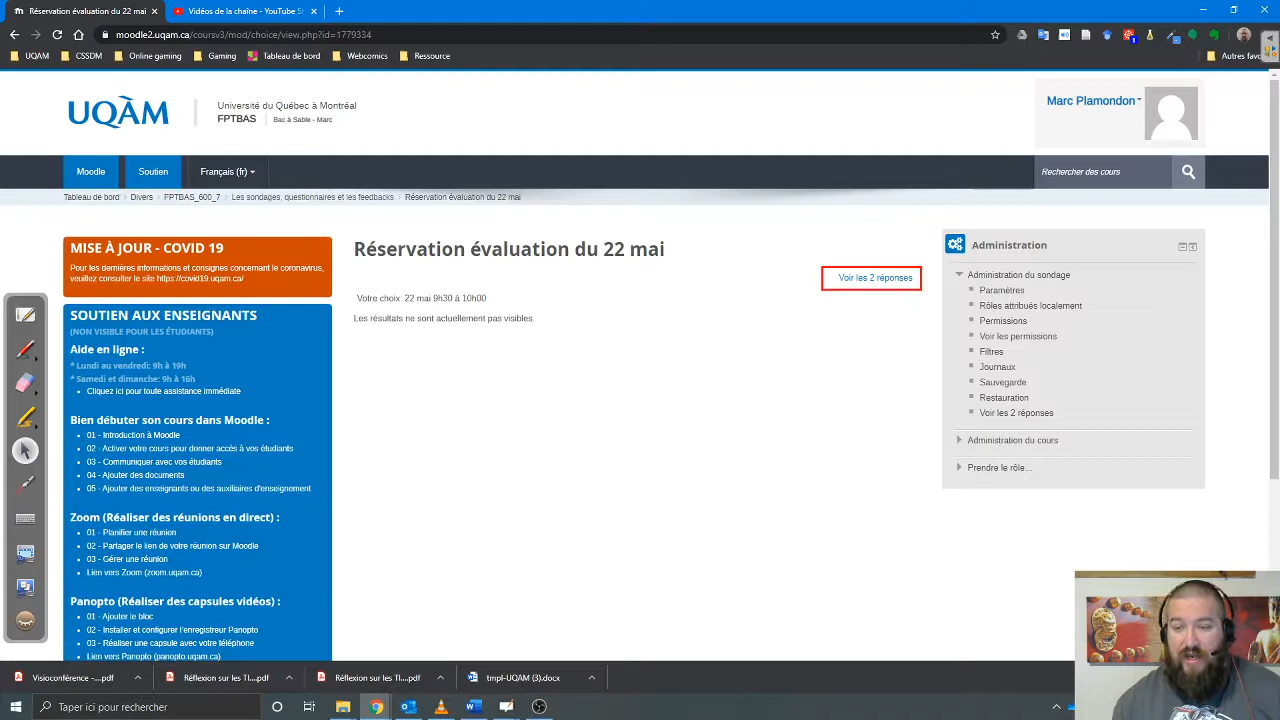 Réservation évaluation du 22 mai
Vidéos de la chaîne - YouTube S
moodle2.uqam.ca/coursv3/mod/choice/view.php?id=1779334
UQAM
CSSDM
Online gaming
Gaming
Tableau de bord
Webcomics
Ressource
Autres favo
UQÀM
Université du Québec à Montréal
FPTBAS
Bac à Sable - Marc
Marc Plamondon
Moodle
Soutien
Français (fr)
Rechercher des cours
Tableau de bord
Divers
FPTBAS_600_7
Les sondages, questionnaires et les feedbacks
Réservation évaluation du 22 mai
MISE À JOUR - COVID 19
Pour les dernières informations et consignes concernant le coronavirus,
veuillez consulter le site https://covid19.uqam.ca/
SOUTIEN AUX ENSEIGNANTS
(NON VISIBLE POUR LES ÉTUDIANTS)
Aide en ligne :
* Lundi au vendredi: 9h à 19h
* Samedi et dimanche: 9h à 16h
Cliquez ici pour toute assistance immédiate
Bien débuter son cours dans Moodle :
01 - Introduction à Moodle
02 - Activer votre cours pour donner accès à vos étudiants
03 - Communiquer avec vos étudiants
04 - Ajouter des documents
05 - Ajouter des enseignants ou des auxiliaires d'enseignement
Zoom (Réaliser des réunions en direct) :
01 - Planifier une réunion
02 - Partager le lien de votre réunion sur Moodle
03 - Gérer une réunion
Lien vers Zoom (zoom.uqam.ca)
Panopto (Réaliser des capsules vidéos) :
01 - Ajouter le bloc
02 - Installer et configurer l'enregistreur Panopto
03 - Réaliser une capsule avec votre téléphone
Lien vers Panopto (panopto.uqam.ca)
Réservation évaluation du 22 mai
Voir les 2 réponses
Votre choix: 22 mai 9h30 à 10h00
Les résultats ne sont actuellement pas visibles.
Administration
Administration du sondage
Paramètres
Rôles attribués localement
Permissions
Voir les permissions
Filtres
Journaux
Sauvegarde
Restauration
Voir les 2 réponses
Administration du cours
Prendre le rôle…
Visioconférence -....pdf
Réflexion sur les TI....pdf
Réflexion sur les TI....pdf
tmpl-UQAM (3).docx
Taper ici pour rechercher